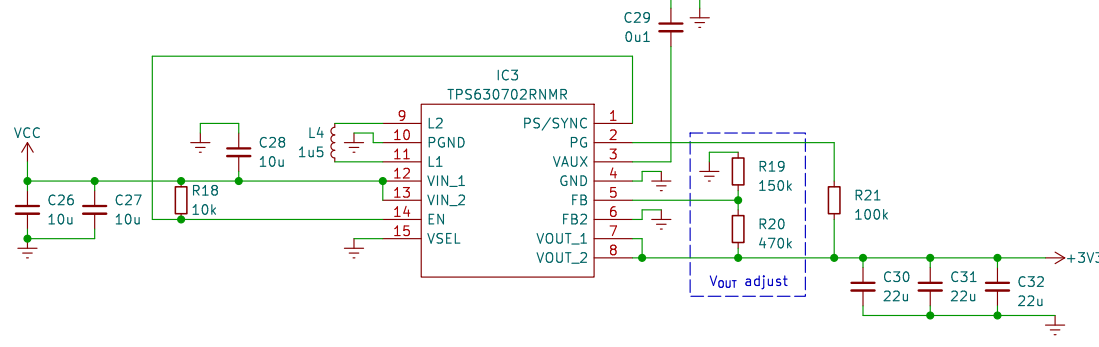 C29
0u1
IC3
TPS630702RNMR
VCC
C26
10u
C27
10u
R18
10k
C28
10u
L4
1u5
9 L2
10 PGND
11 L1
12 VIN_1
13 VIN_2
14 EN
15 VSEL
PS/SYNC 1
PG 2
VAUX 3
GND 4
FB 5
FB2 6
VOUT_1 7
VOUT_2 8
R19
150k
R20
470k
VOUT adjust
R21
100k
C30
22u
C31
22u
C32
22u
+3V3